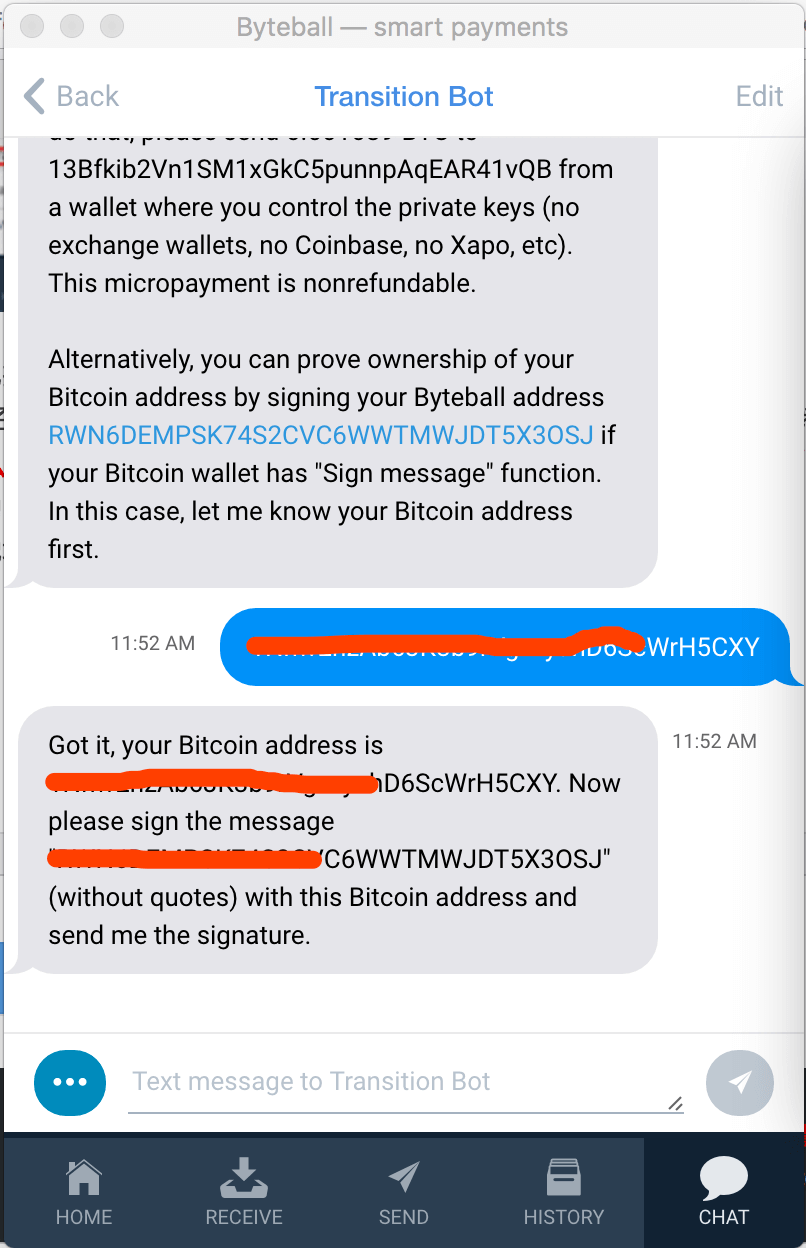 Byteball — smart payments
Back
Transition Bot
Edit
13Bfkib2Vn1SM1xGkC5punnpAqEAR41vQB from
a wallet where you control the private keys (no
exchange wallets, no Coinbase, no Xapo, etc).
This micropayment is nonrefundable.
Alternatively, you can prove ownership of your
Bitcoin address by signing your Byteball address
RWN6DEMPSK74S2CVC6WWTMWJDT5X3OSJ if
your Bitcoin wallet has "Sign message" function.
In this case, let me know your Bitcoin address
first.
11:52 AM
WrH5CXY
Got it, your Bitcoin address is
11:52 AM
D6ScWrH5CXY. Now
please sign the message
C6WWTMWJDT5X3OSJ"
(without quotes) with this Bitcoin address and
send me the signature.
Text message to Transition Bot
HOME
RECEIVE
SEND
HISTORY
CHAT